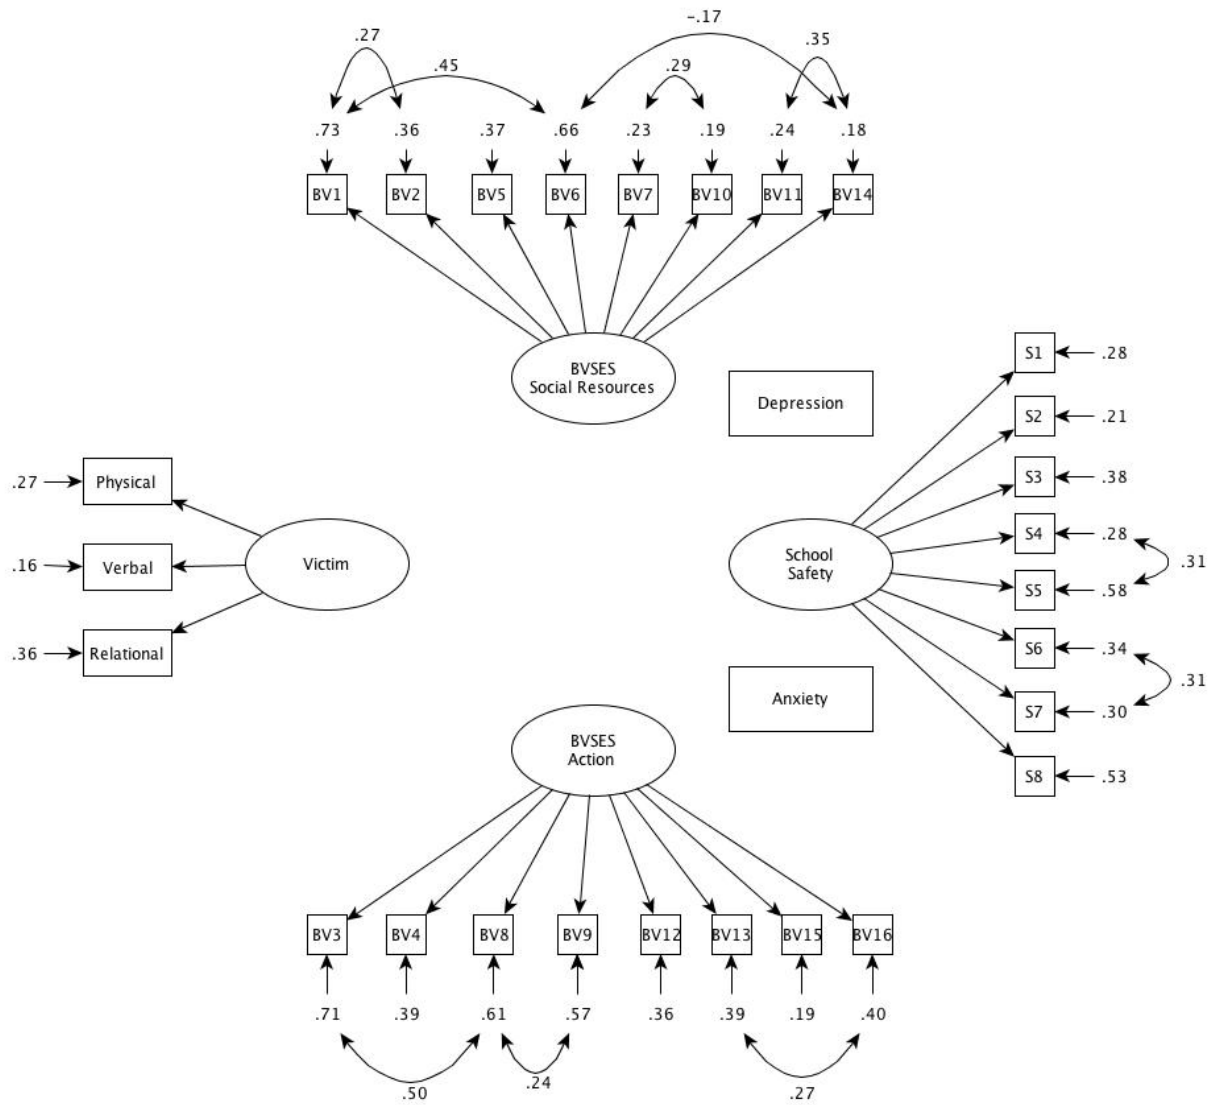 -.17
.27
.35
.45
.29
.73 .36 .37 .66 .23 .19 .24 .18
BV1 BV2 BV5 BV6 BV7 BV10 BV11 BV14
BVSES
Social Resources
Depression
S1 .28
S2 .21
S3 .38
S4 .28
.31
S5 .58
S6 .34
.31
S7 .30
S8 .53
.27 Physical
.16 Verbal
.36 Relational
Victim
School
Safety
Anxiety
BVSES
Action
BV3 BV4 BV8 BV9 BV12 BV13 BV15 BV16
.71 .39 .61 .57 .36 .39 .19 .40
.50 .24 .27